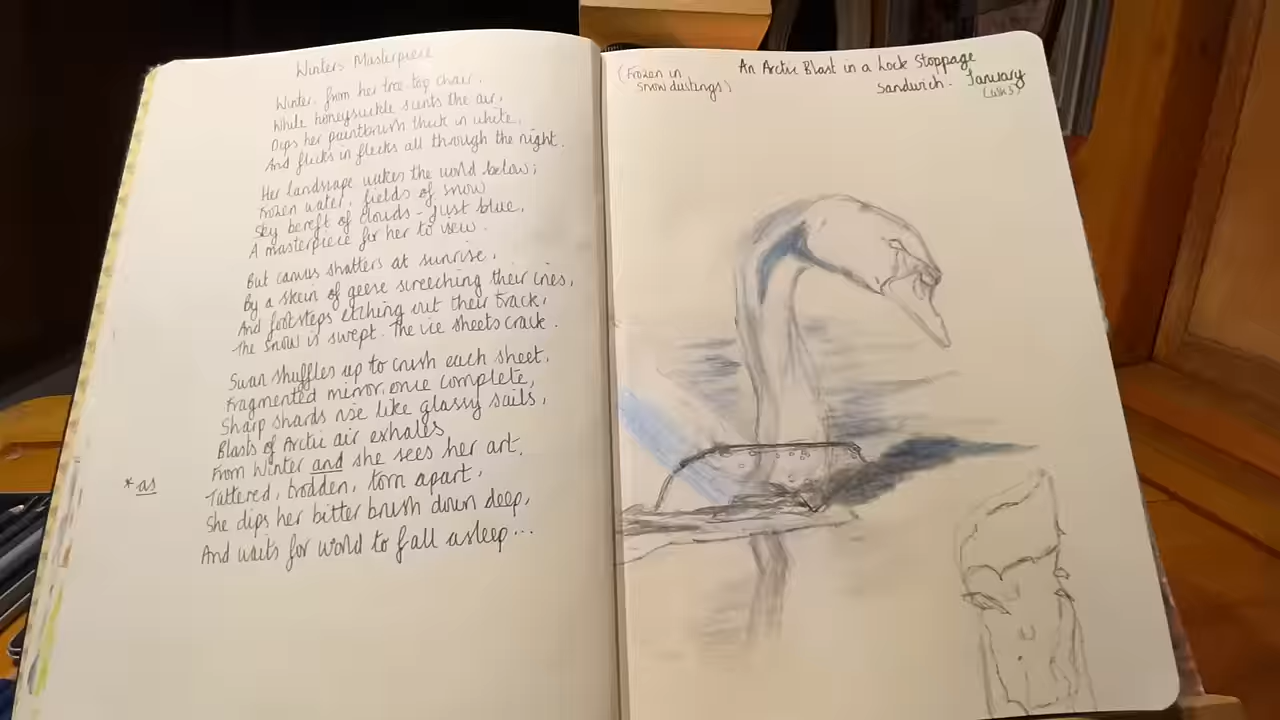 Winters Masterpiece
Winter, from her tree-top chair,
While honeysuckle scents the air,
Dips her paintbrush thick in white,
And flicks in flecks all through the night.
Her landscape wakes the world below;
Frozen water, fields of snow
Sky bereft of clouds - just blue,
A masterpiece for her to view.
But canvas shatters at sunrise,
By a skein of geese screeching their cries,
And footsteps etching out their track,
The snow is swept. The ice sheets crack.
Swan shuffles up to crush each sheet,
Fragmented mirror, once complete,
Sharp shards rise like glassy sails,
Blasts of Arctic air exhales
From Winter and she sees her art,
*as
Tattered, trodden, torn apart,
She dips her bitter brush down deep,
And waits for world to fall asleep...
(Frozen in
Snow dustings)
An Arctic Blast in a Lock Stoppage
Sandwich. January
(wk3)